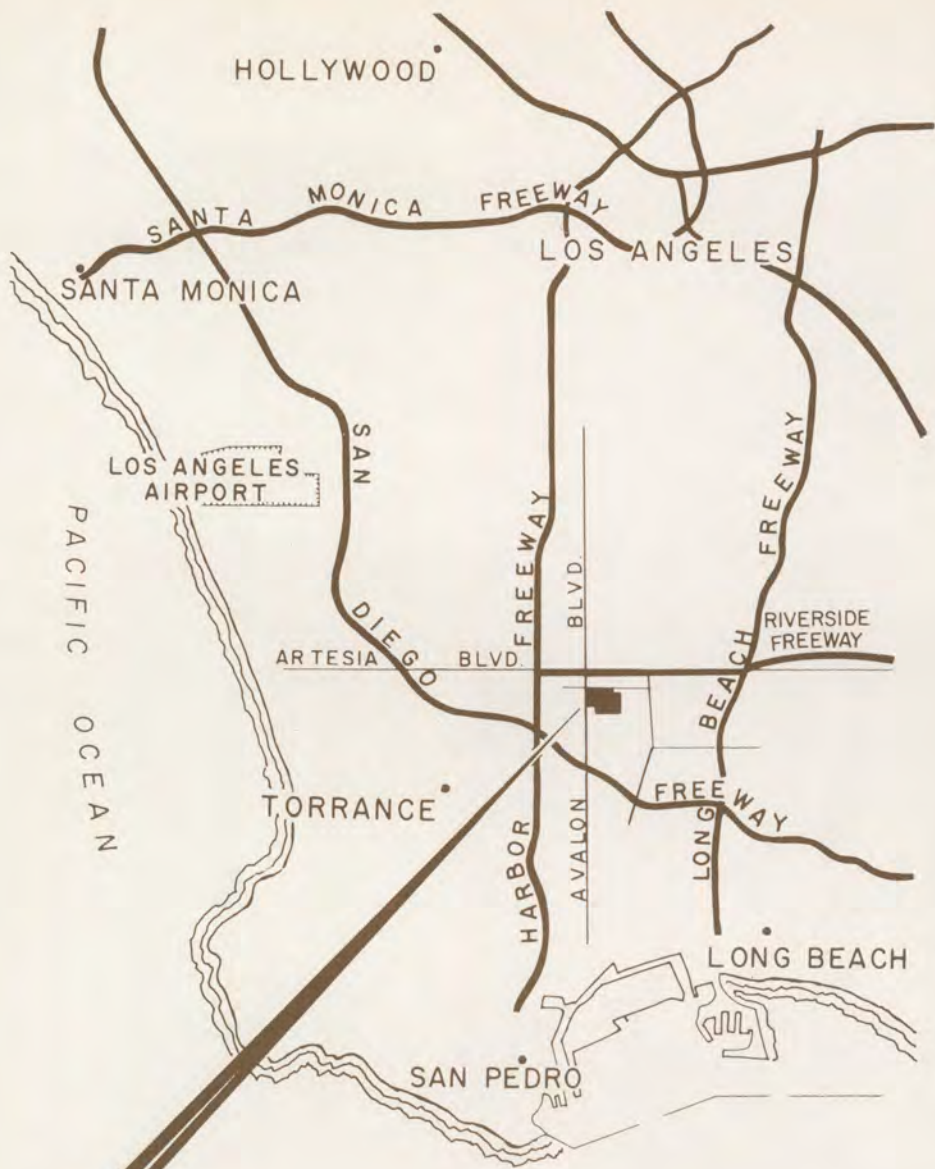 HOLLYWOOD
SANTA MONICA FREEWAY
LOS ANGELES
SANTA MONICA
LOS ANGELES
AIRPORT
PACIFIC OCEAN
SAN DIEGO FREEWAY
HARBOR FREEWAY
AVALON BLVD.
LONG BEACH FREEWAY
RIVERSIDE
FREEWAY
ARTESIA BLVD.
TORRANCE
LONG BEACH
SAN PEDRO